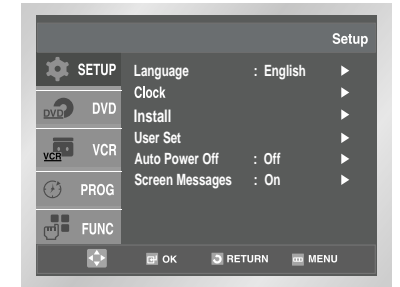 Setup
SETUP
DVD
DVD
VCR
VCR
PROG
FUNC
Language : English ►
Clock ►
Install ►
User Set ►
Auto Power Off : Off ►
Screen Messages : On ►
OK RETURN MENU